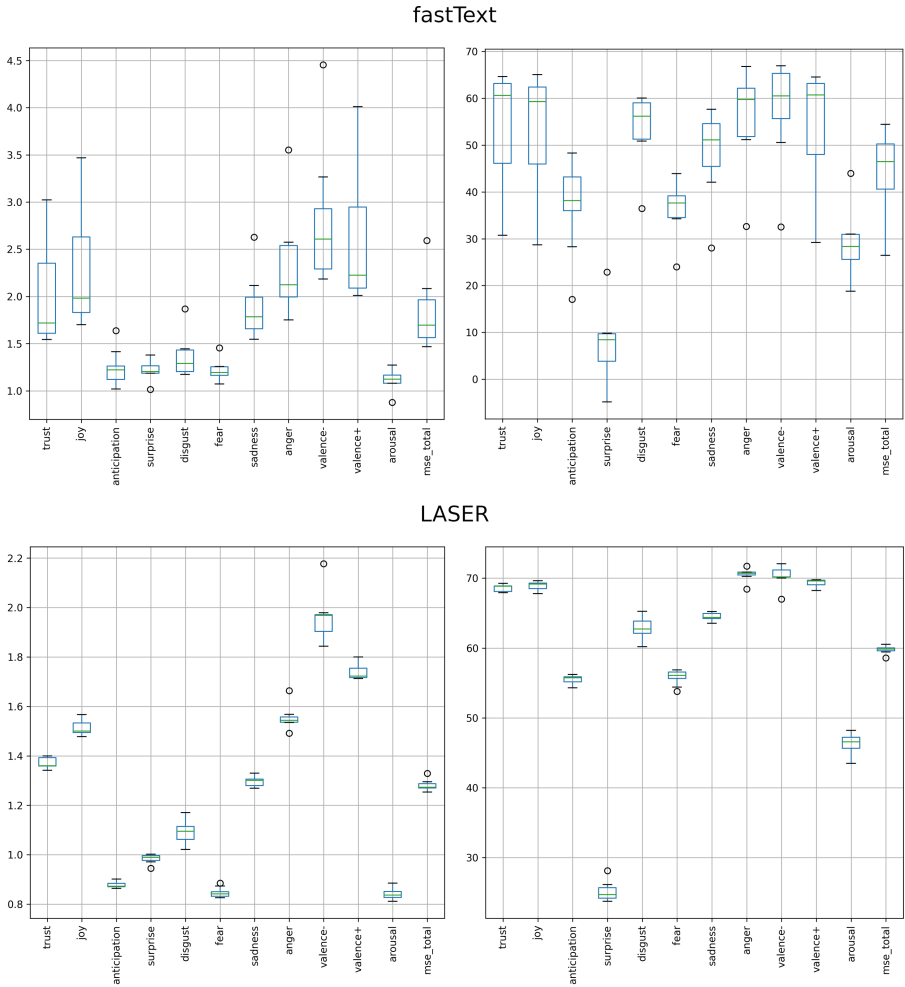 fastText
4.5
4.0
3.5
3.0
2.5
2.0
1.5
1.0
trust
joy
anticipation
surprise
disgust
fear
sadness
anger
valence-
valence+
arousal
mse_total
70
60
50
40
30
20
10
0
trust
joy
anticipation
surprise
disgust
fear
sadness
anger
valence-
valence+
arousal
mse_total
LASER
2.2
2.0
1.8
1.6
1.4
1.2
1.0
0.8
trust
joy
anticipation
surprise
disgust
fear
sadness
anger
valence-
valence+
arousal
mse_total
70
60
50
40
30
trust
joy
anticipation
surprise
disgust
fear
sadness
anger
valence-
valence+
arousal
mse_total